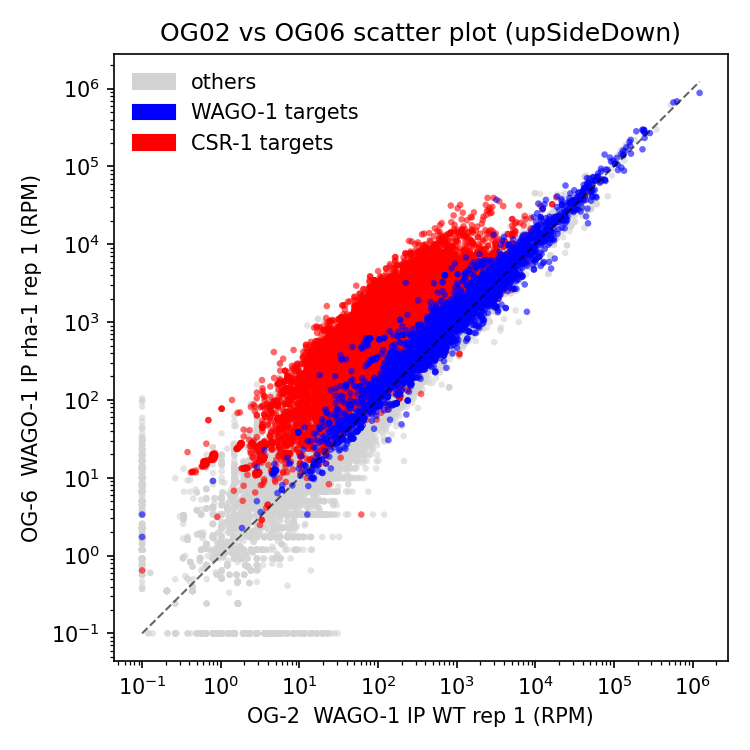 OG02 vs OG06 scatter plot (upSideDown)
others
WAGO-1 targets
CSR-1 targets
10⁶
10⁵
10⁴
10³
10²
10¹
10⁰
10⁻¹
OG-6 WAGO-1 IP rha-1 rep 1 (RPM)
10⁻¹ 10⁰ 10¹ 10² 10³ 10⁴ 10⁵ 10⁶
OG-2 WAGO-1 IP WT rep 1 (RPM)